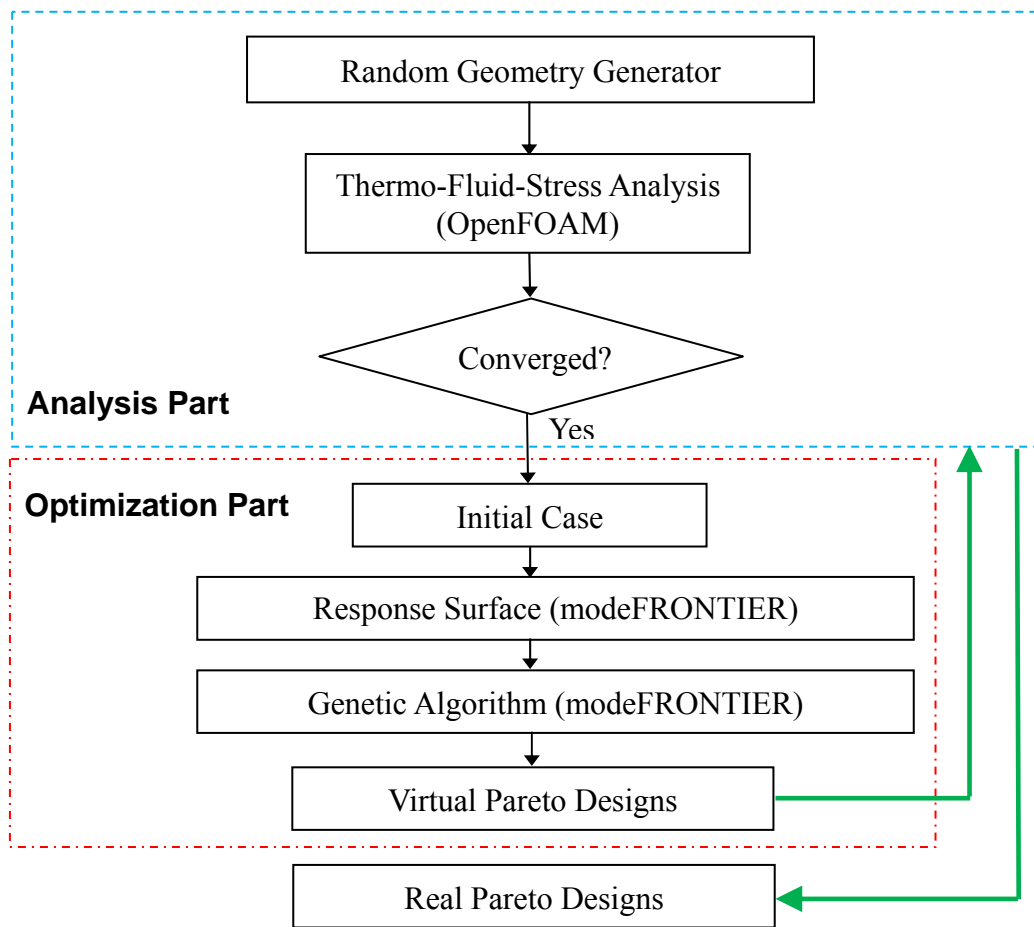 Random Geometry Generator
Thermo-Fluid-Stress Analysis
(OpenFOAM)
Converged?
Analysis Part
Yes
Optimization Part
Initial Case
Response Surface (modeFRONTIER)
Genetic Algorithm (modeFRONTIER)
Virtual Pareto Designs
Real Pareto Designs